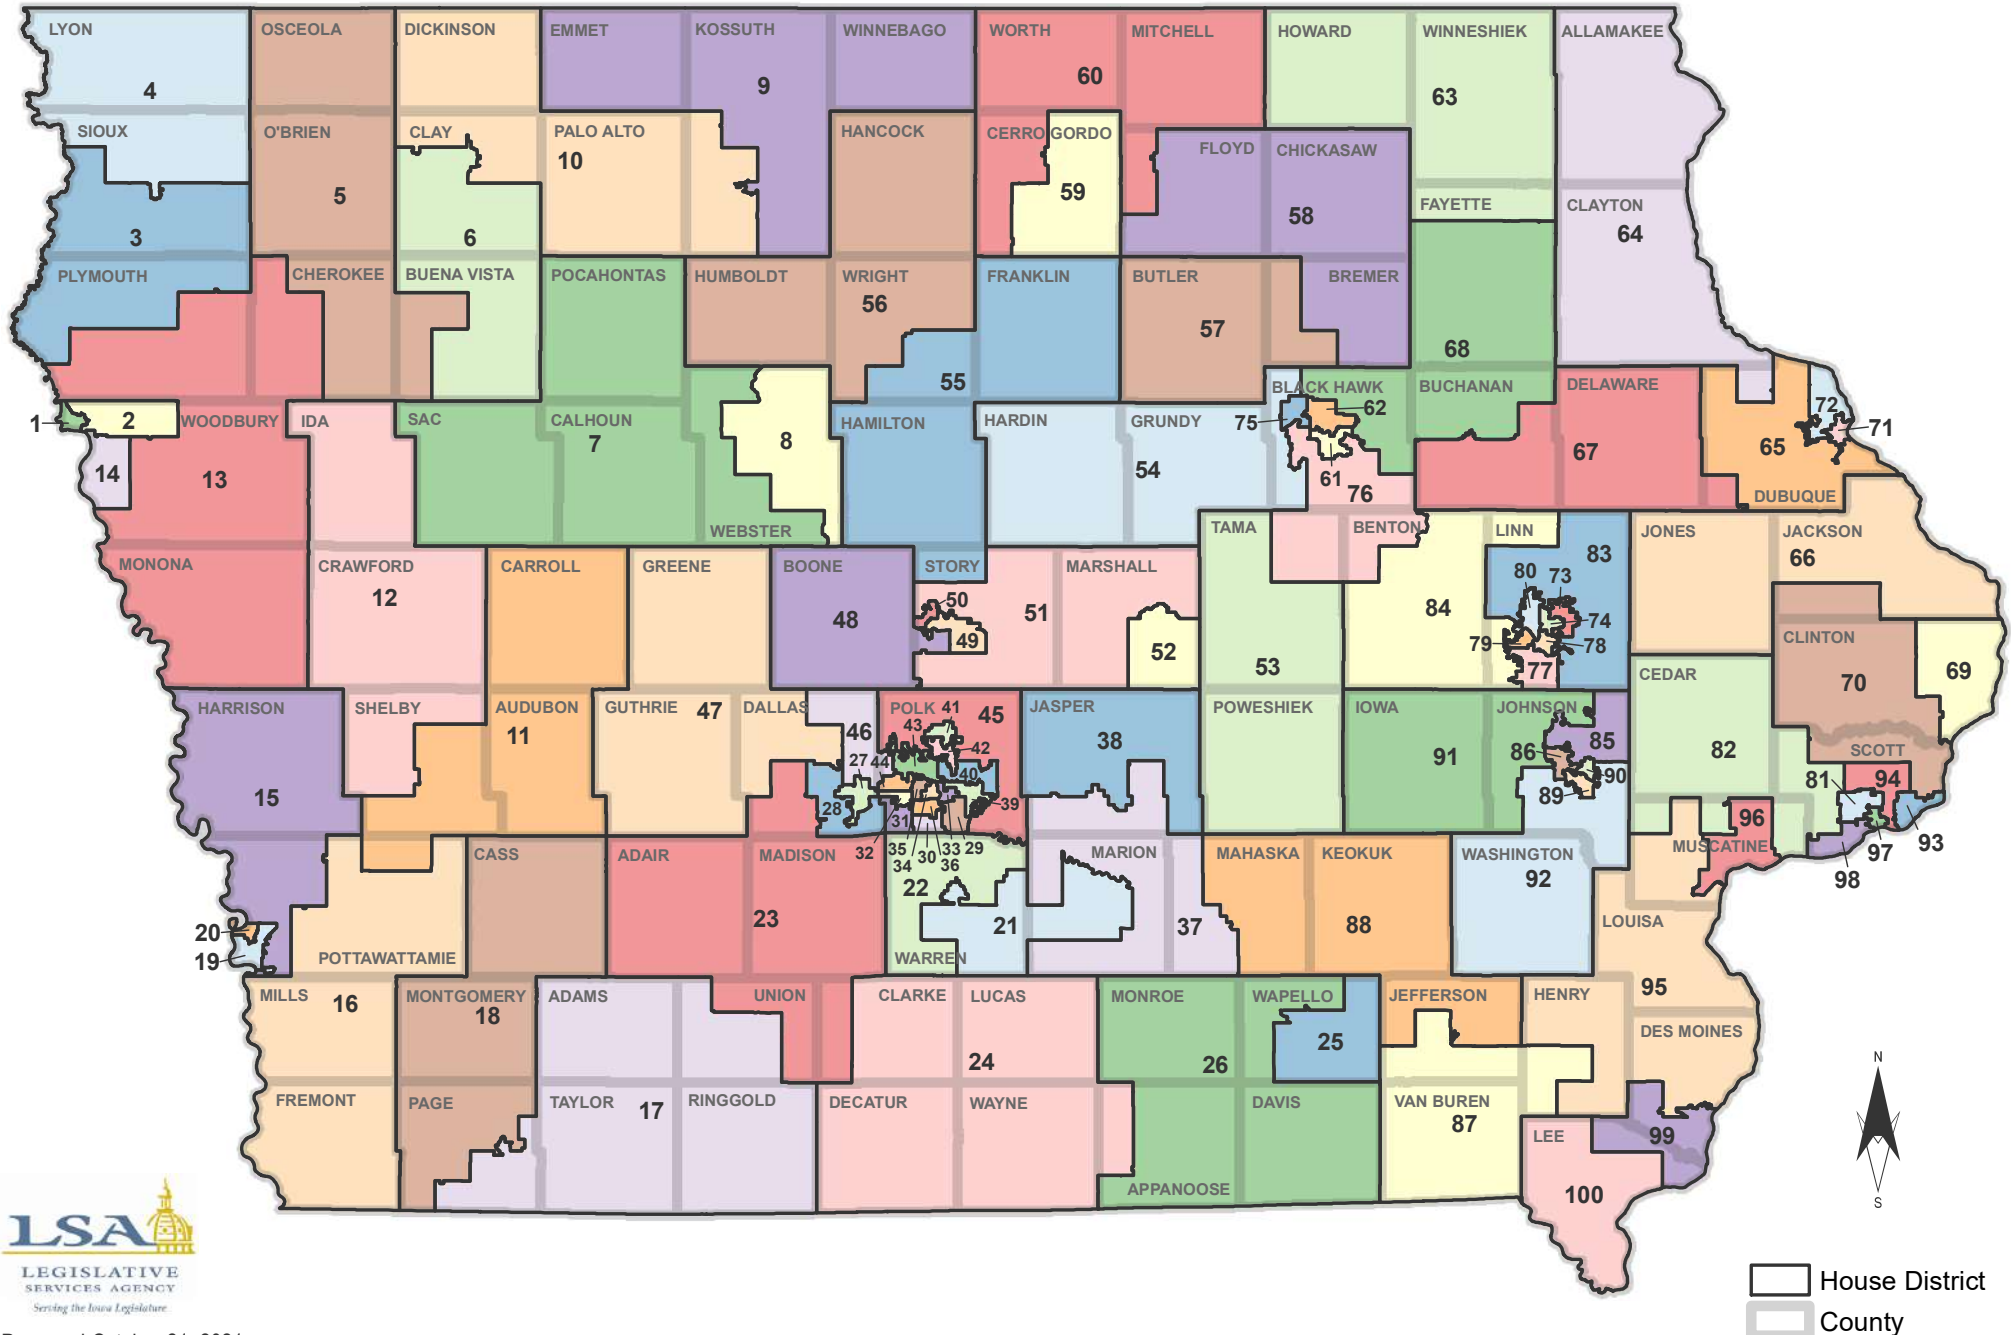 LYON
OSCEOLA
DICKINSON
EMMET
KOSSUTH
WINNEBAGO
WORTH
MITCHELL
HOWARD
WINNESHIEK
ALLAMAKEE
4
9
60
63
SIOUX
O'BRIEN
CLAY
PALO ALTO
HANCOCK
CERRO GORDO
FLOYD
CHICKASAW
10
5
59
58
FAYETTE
CLAYTON
3
6
64
PLYMOUTH
CHEROKEE
BUENA VISTA
POCAHONTAS
HUMBOLDT
WRIGHT
FRANKLIN
BUTLER
BREMER
56
57
68
55
BLACK HAWK
BUCHANAN
DELAWARE
1
2
WOODBURY
IDA
SAC
CALHOUN
HAMILTON
HARDIN
GRUNDY
75
62
72
71
7
8
14
13
54
61
76
67
65
DUBUQUE
WEBSTER
TAMA
BENTON
LINN
JONES
JACKSON
83
66
MONONA
CRAWFORD
CARROLL
GREENE
BOONE
STORY
MARSHALL
80
73
12
50
51
48
49
52
84
74
79
78
77
CLINTON
53
CEDAR
70
69
HARRISON
SHELBY
AUDUBON
GUTHRIE
47
DALLAS
POLK
41
45
JASPER
POWESHIEK
IOWA
JOHNSON
11
46
43
42
38
91
86
85
82
SCOTT
27
44
40
90
81
94
15
28
39
89
31
96
32
35
34
30
33
36
29
97
93
98
CASS
ADAIR
MADISON
MARION
MAHASKA
KEOKUK
WASHINGTON
MUSCATINE
22
92
23
21
37
88
LOUISA
20
19
POTTAWATTAMIE
WARREN
MILLS
16
MONTGOMERY
18
ADAMS
UNION
CLARKE
LUCAS
MONROE
WAPELLO
JEFFERSON
HENRY
95
DES MOINES
25
24
26
FREMONT
PAGE
TAYLOR
17
RINGGOLD
DECATUR
WAYNE
DAVIS
VAN BUREN
87
LEE
99
APPANOOSE
100
N
S
LSA
LEGISLATIVE
SERVICES AGENCY
Serving the Iowa Legislature
House District
County